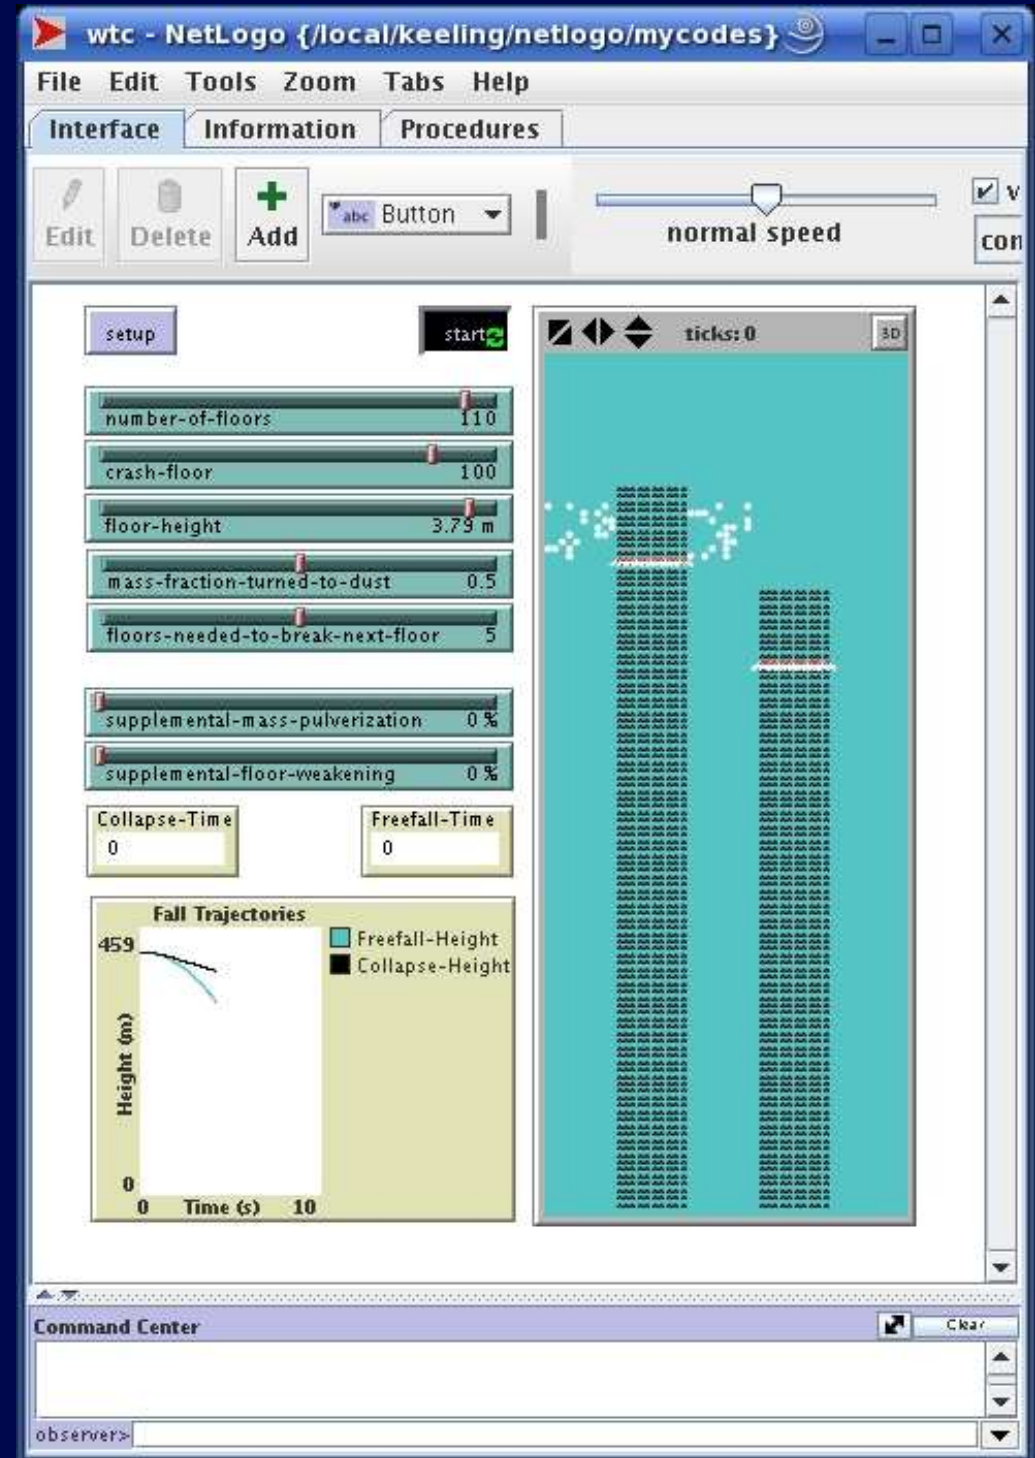 wtc - NetLogo {/local/keeling/netlogo/mycodes}
File Edit Tools Zoom Tabs Help
Interface Information Procedures
Edit Delete Add abc Button normal speed
setup start ticks: 0 3D
number-of-floors 110
crash-floor 100
floor-height 3.79 m
mass-fraction-turned-to-dust 0.5
floors-needed-to-break-next-floor 5
supplemental-mass-pulverization 0 %
supplemental-floor-weakening 0 %
Collapse-Time Freefall-Time
0 0
Fall Trajectories
459 Freefall-Height
Collapse-Height
Height (m)
0
0 Time (s) 10
Command Center Clear
observer>